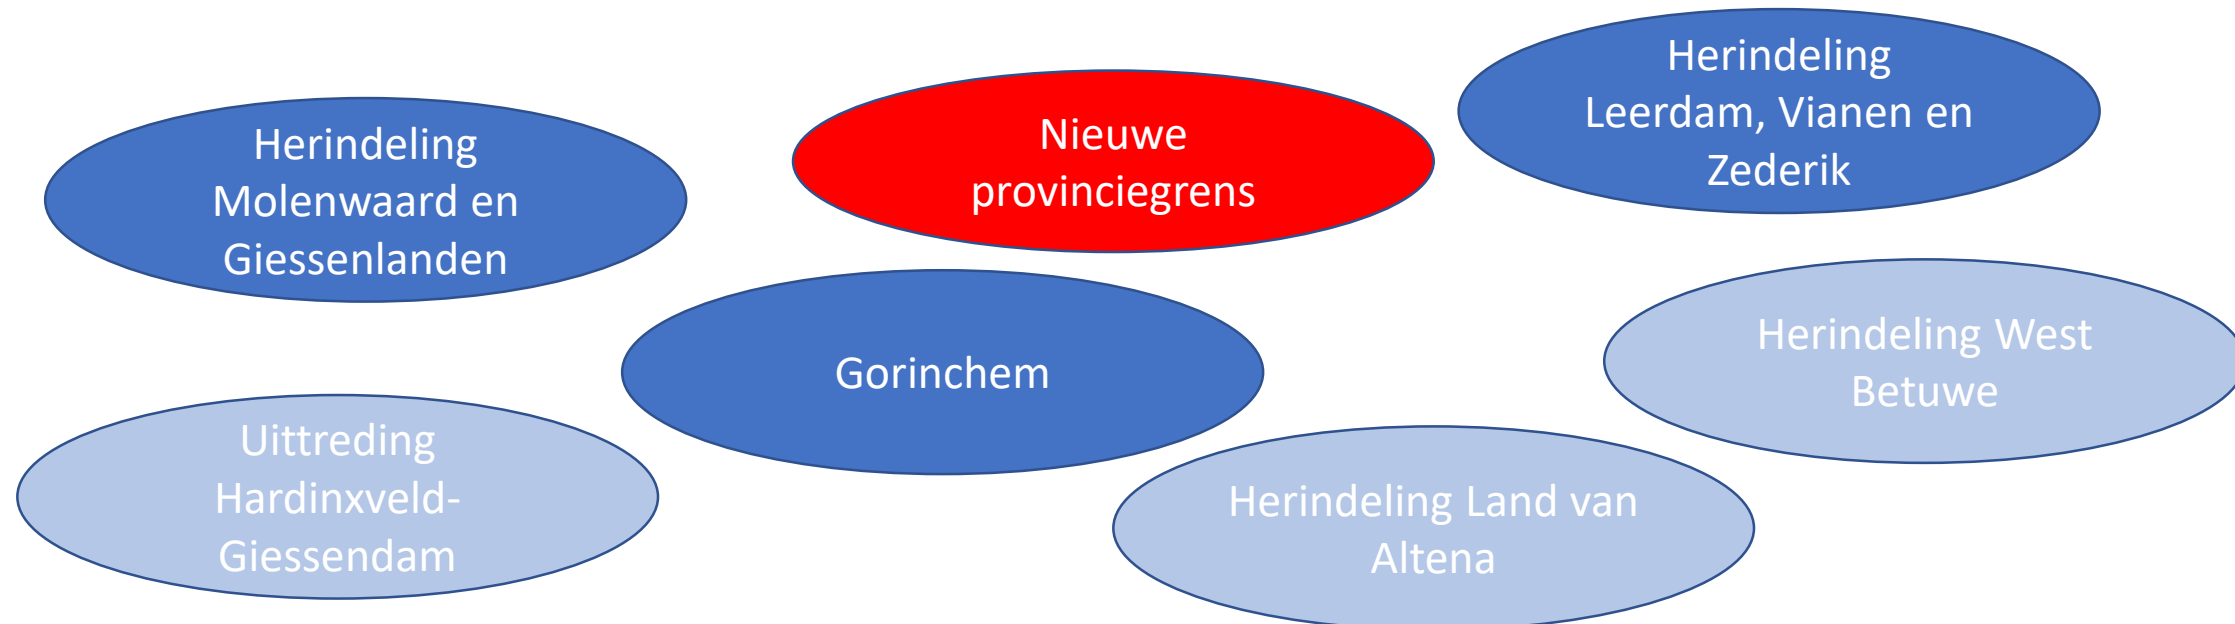 Herindeling
Molenwaard en
Giessenlanden
Nieuwe
provinciegrens
Herindeling
Leerdam, Vianen en
Zederik
Gorinchem
Herindeling West
Betuwe
Uittreding
Hardinxveld-
Giessendam
Herindeling Land van
Altena